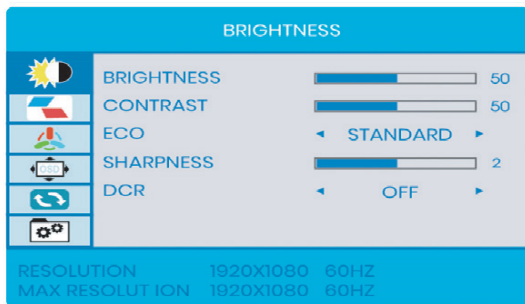 BRIGHTNESS
BRIGHTNESS 50
CONTRAST 50
ECO STANDARD
SHARPNESS 2
DCR OFF
OSD
RESOLUTION 1920X1080 60HZ
MAX RESOLUT ION 1920X1080 60HZ